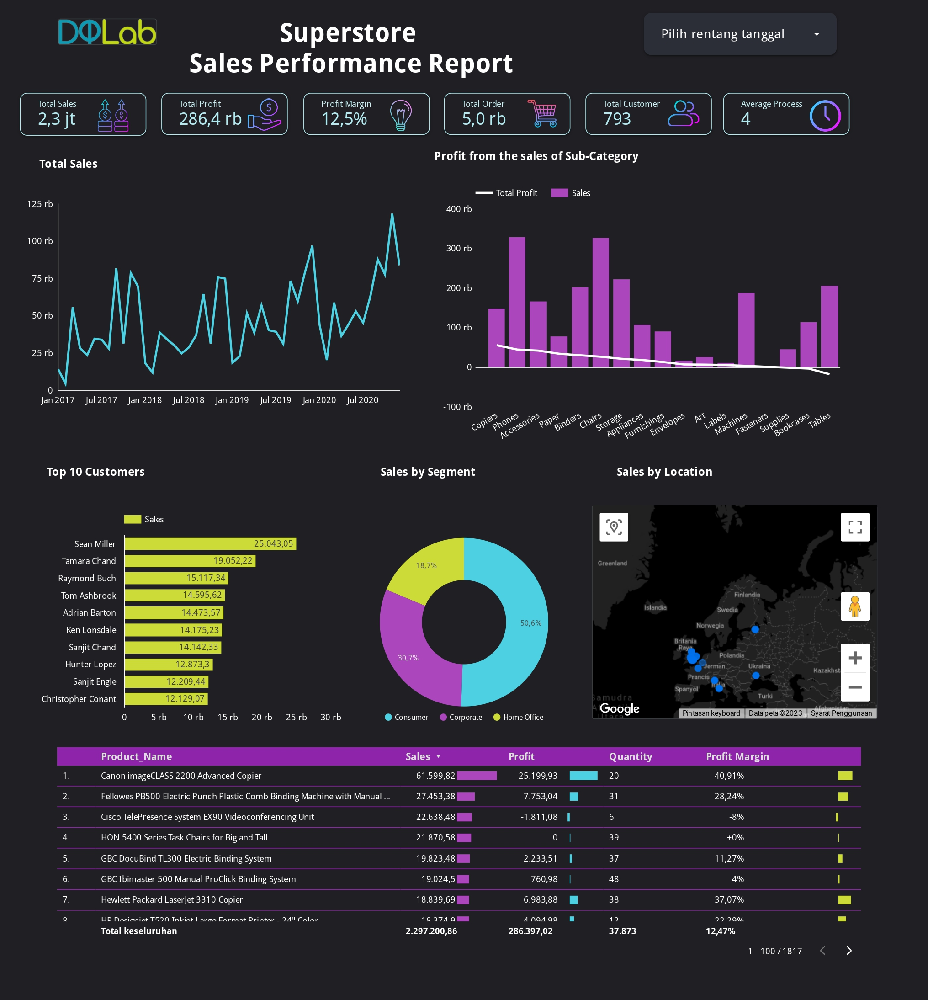 DQLab
Superstore
Sales Performance Report
Pilih rentang tanggal
Total Sales
2,3 jt
Total Profit
286,4 rb
Profit Margin
12,5%
Total Order
5,0 rb
Total Customer
793
Average Process
4
Total Sales
125 rb
100 rb
75 rb
50 rb
25 rb
0
Jan 2017 Jul 2017 Jan 2018 Jul 2018 Jan 2019 Jul 2019 Jan 2020 Jul 2020
Profit from the sales of Sub-Category
Total Profit Sales
400 rb
300 rb
200 rb
100 rb
0
-100 rb
Copiers Phones Accessories Paper Binders Chairs Storage Appliances Furnishings Envelopes Art Labels Machines Fasteners Supplies Bookcases Tables
Top 10 Customers
Sales
Sean Miller 25.043,05
Tamara Chand 19.052,22
Raymond Buch 15.117,34
Tom Ashbrook 14.595,62
Adrian Barton 14.473,57
Ken Lonsdale 14.175,23
Sanjit Chand 14.142,33
Hunter Lopez 12.873,3
Sanjit Engle 12.209,44
Christopher Conant 12.129,07
0 5 rb 10 rb 15 rb 20 rb 25 rb 30 rb
Sales by Segment
18,7%
50,6%
30,7%
Consumer Corporate Home Office
Sales by Location
Greenland
Finlandia
Islandia
Swedia
Norwegia
Britania
Raya
Polandia
Jerman
Ukraina
Kazakhsta
Prancis
Italia
Spanyol
Turki
Samudra
Utara
Afghanistan
Google
Pintasan keyboard Data peta ©2023 Syarat Penggunaan
Product_Name Sales Profit Quantity Profit Margin
1. Canon imageCLASS 2200 Advanced Copier 61.599,82 25.199,93 20 40,91%
2. Fellowes PB500 Electric Punch Plastic Comb Binding Machine with Manual ... 27.453,38 7.753,04 31 28,24%
3. Cisco TelePresence System EX90 Videoconferencing Unit 22.638,48 -1.811,08 6 -8%
4. HON 5400 Series Task Chairs for Big and Tall 21.870,58 0 39 +0%
5. GBC DocuBind TL300 Electric Binding System 19.823,48 2.233,51 37 11,27%
6. GBC Ibimaster 500 Manual ProClick Binding System 19.024,5 760,98 48 4%
7. Hewlett Packard LaserJet 3310 Copier 18.839,69 6.983,88 38 37,07%
8. HP Designjet T520 Inkjet Large Format Printer - 24" Color 18.374,9 4.094,98 12 22,29%
Total keseluruhan 2.297.200,86 286.397,02 37.873 12,47%
1 - 100 / 1817